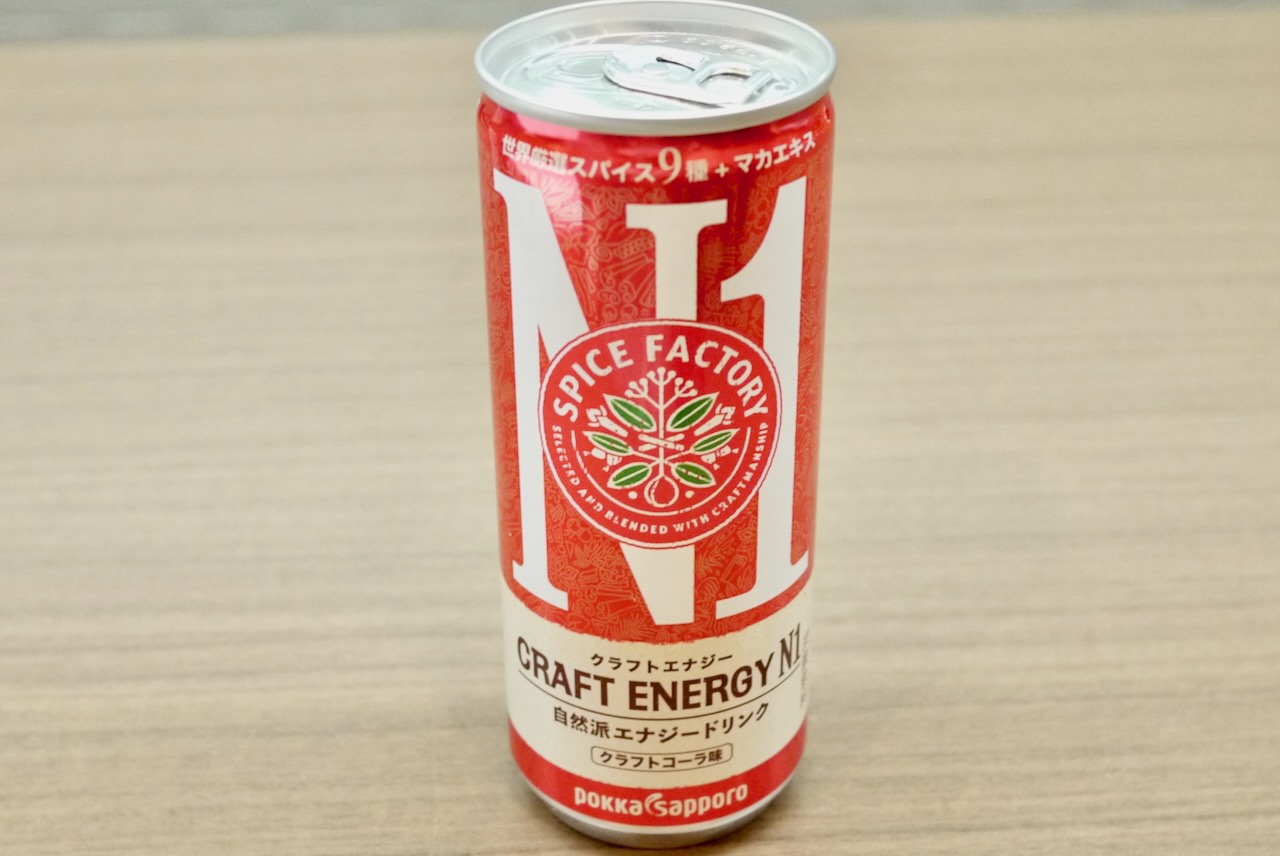 世界厳選スパイス9種+マカエキス
N1
SPICE FACTORY
SELECTED AND BLENDED WITH CRAFTMANSHIP
クラフトエナジー
CRAFT ENERGY N1
自然派エナジードリンク
クラフトコーラ味
pokka sapporo